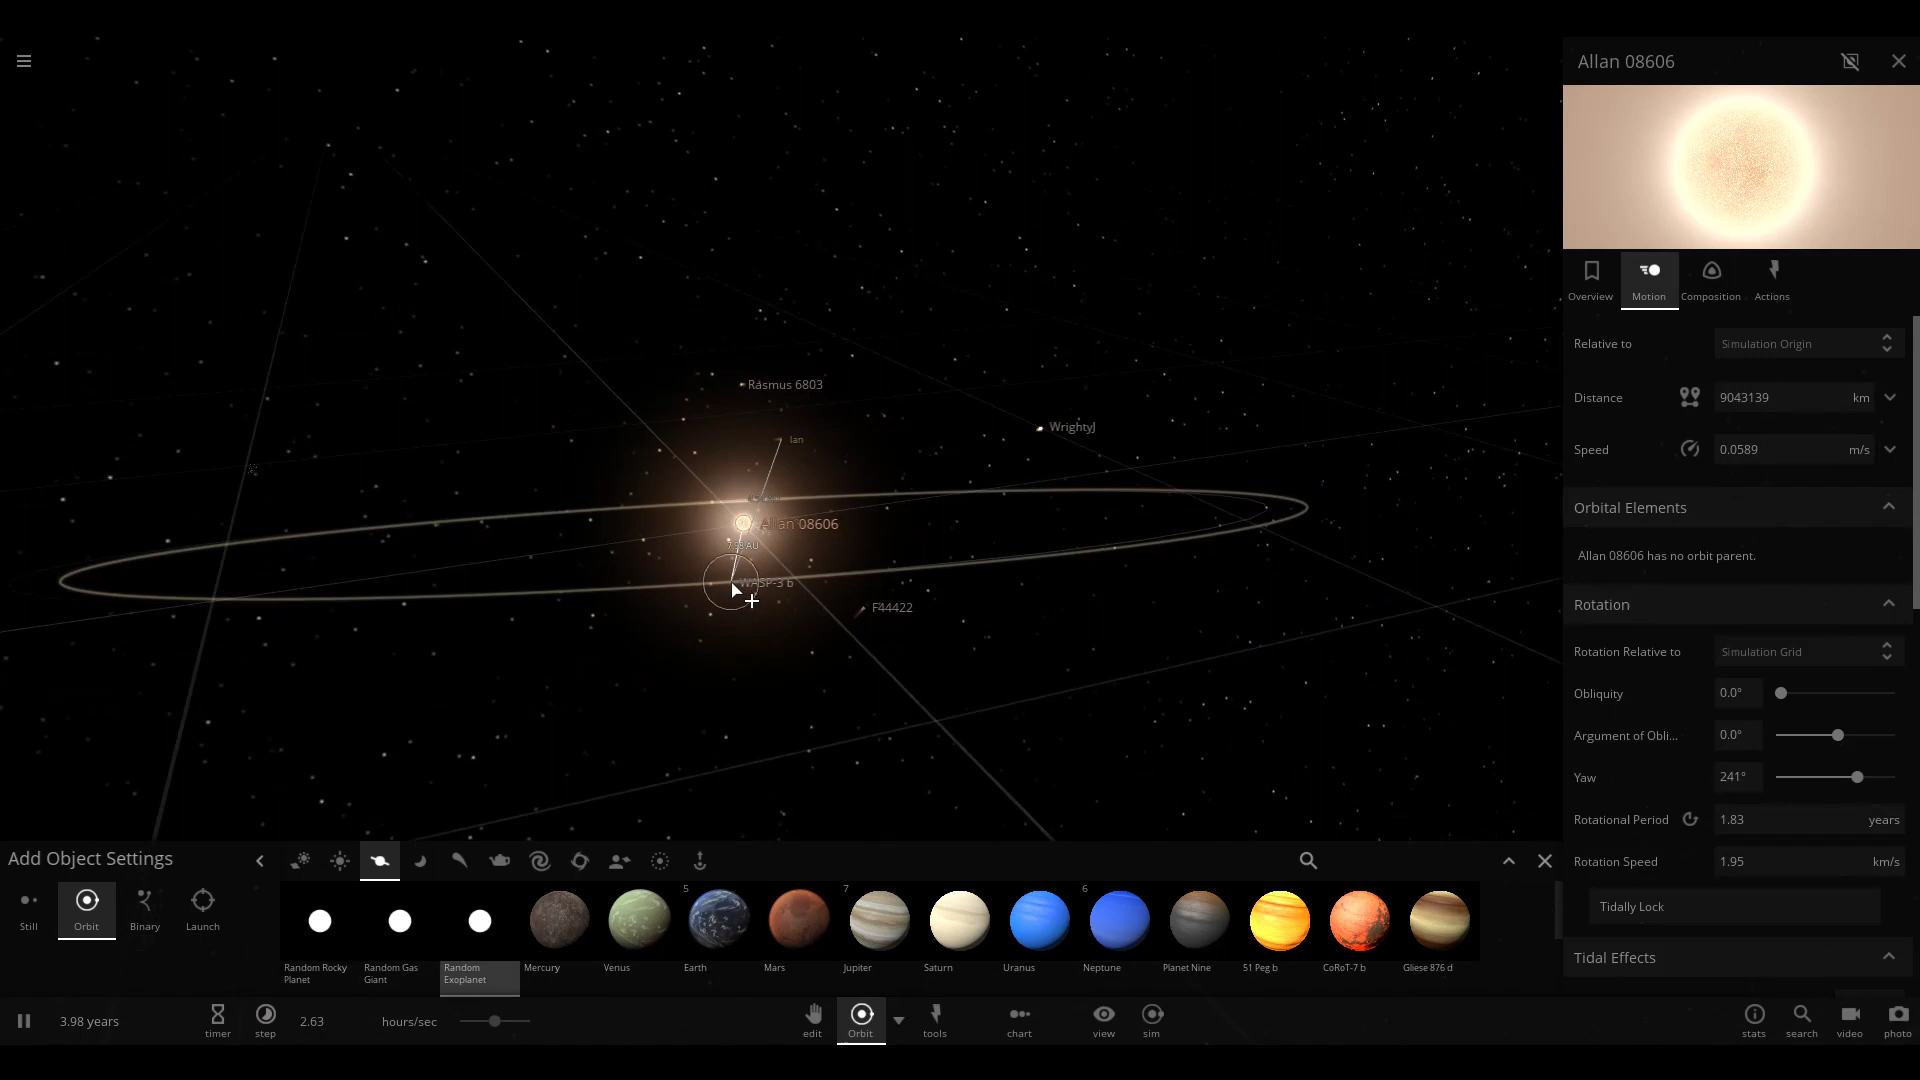 Allan 08606
Overview
Motion
Composition
Actions
Relative to
Simulation Origin
Distance
9043139
km
Speed
0.0589
m/s
Orbital Elements
Allan 08606 has no orbit parent.
Rotation
Rotation Relative to
Simulation Grid
Obliquity
0.0°
Argument of Obli...
0.0°
Yaw
241°
Rotational Period
1.83
years
Rotation Speed
1.95
km/s
Tidally Lock
Tidal Effects
Rasmus 6803
WrightyJ
Ian
Allan 08606
WASP-3 b
F44422
Add Object Settings
Still
Orbit
Binary
Launch
5
7
6
Random Rocky
Planet
Random Gas
Giant
Random
Exoplanet
Mercury
Venus
Earth
Mars
Jupiter
Saturn
Uranus
Neptune
Planet Nine
51 Peg b
CoRoT-7 b
Gliese 876 d
3.98 years
timer
step
2.63
hours/sec
edit
Orbit
tools
chart
view
sim
stats
search
video
photo